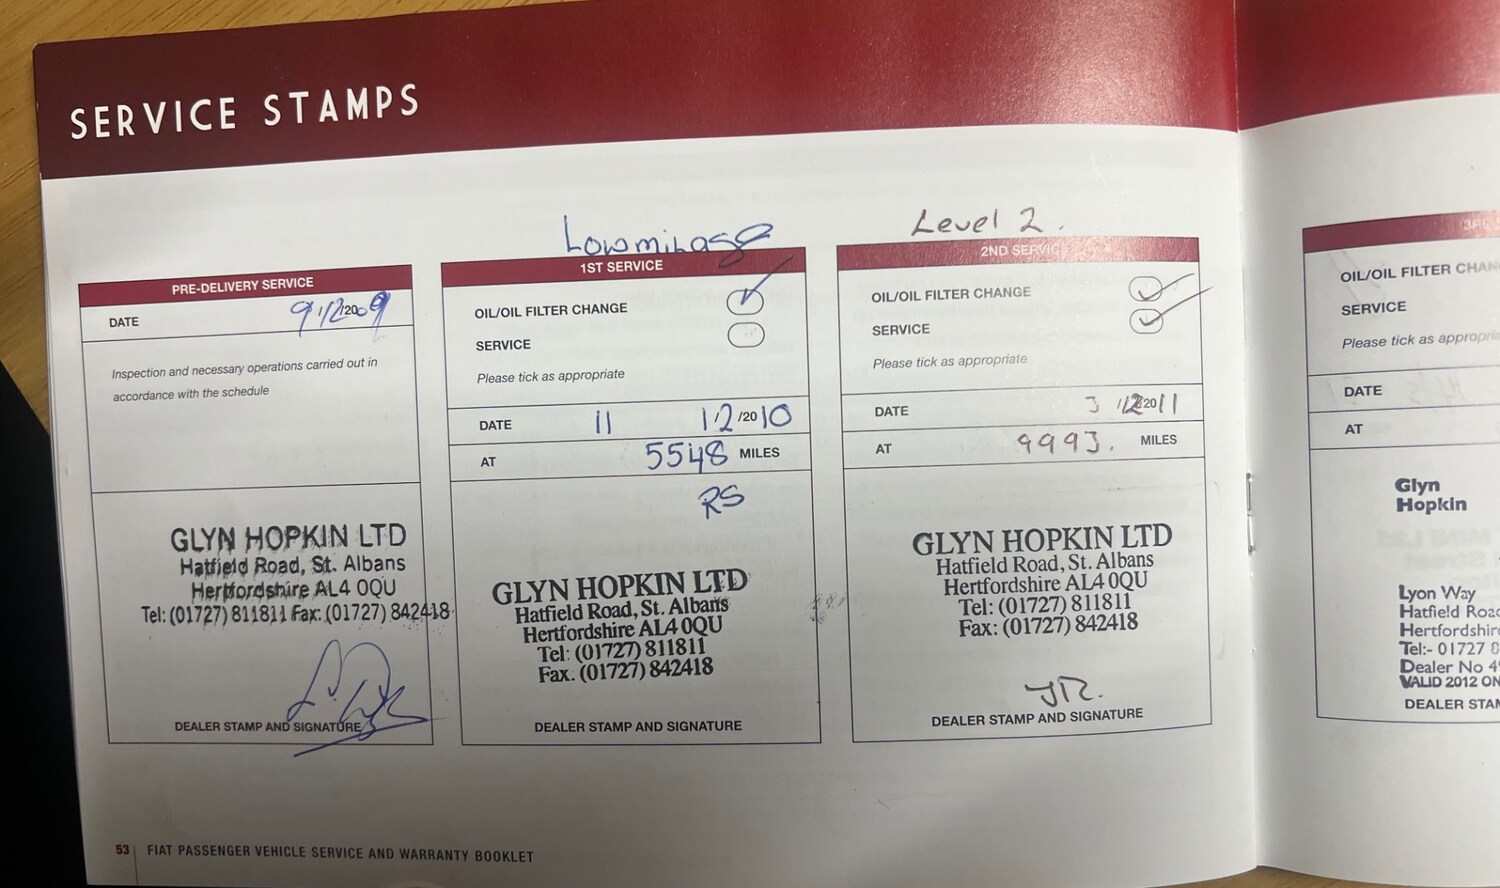 SERVICE STAMPS
PRE-DELIVERY SERVICE
DATE 9/12/2009
Inspection and necessary operations carried out in
accordance with the schedule
GLYN HOPKIN LTD
Hatfield Road, St. Albans
Hertfordshire AL4 0QU
Tel: (01727) 811811 Fax: (01727) 842418
DEALER STAMP AND SIGNATURE
Low milage
1ST SERVICE
OIL/OIL FILTER CHANGE
SERVICE
Please tick as appropriate
DATE 11 12/2010
AT 5548 MILES
RS
GLYN HOPKIN LTD
Hatfield Road, St. Albans
Hertfordshire AL4 0QU
Tel: (01727) 811811
Fax. (01727) 842418
DEALER STAMP AND SIGNATURE
Level 2.
2ND SERVICE
OIL/OIL FILTER CHANGE
SERVICE
Please tick as appropriate
DATE 3 /12/2011
AT 9993. MILES
GLYN HOPKIN LTD
Hatfield Road, St. Albans
Hertfordshire AL4 0QU
Tel: (01727) 811811
Fax: (01727) 842418
JR.
DEALER STAMP AND SIGNATURE
OIL/OIL FILTER CHAN
SERVICE
Please tick as appropri
DATE
AT
Glyn
Hopkin
Lyon Way
Hatfield Roa
Hertfordshir
Tel:- 01727 8
Dealer No 4
VALID 2012 ON
DEALER STA
53 FIAT PASSENGER VEHICLE SERVICE AND WARRANTY BOOKLET